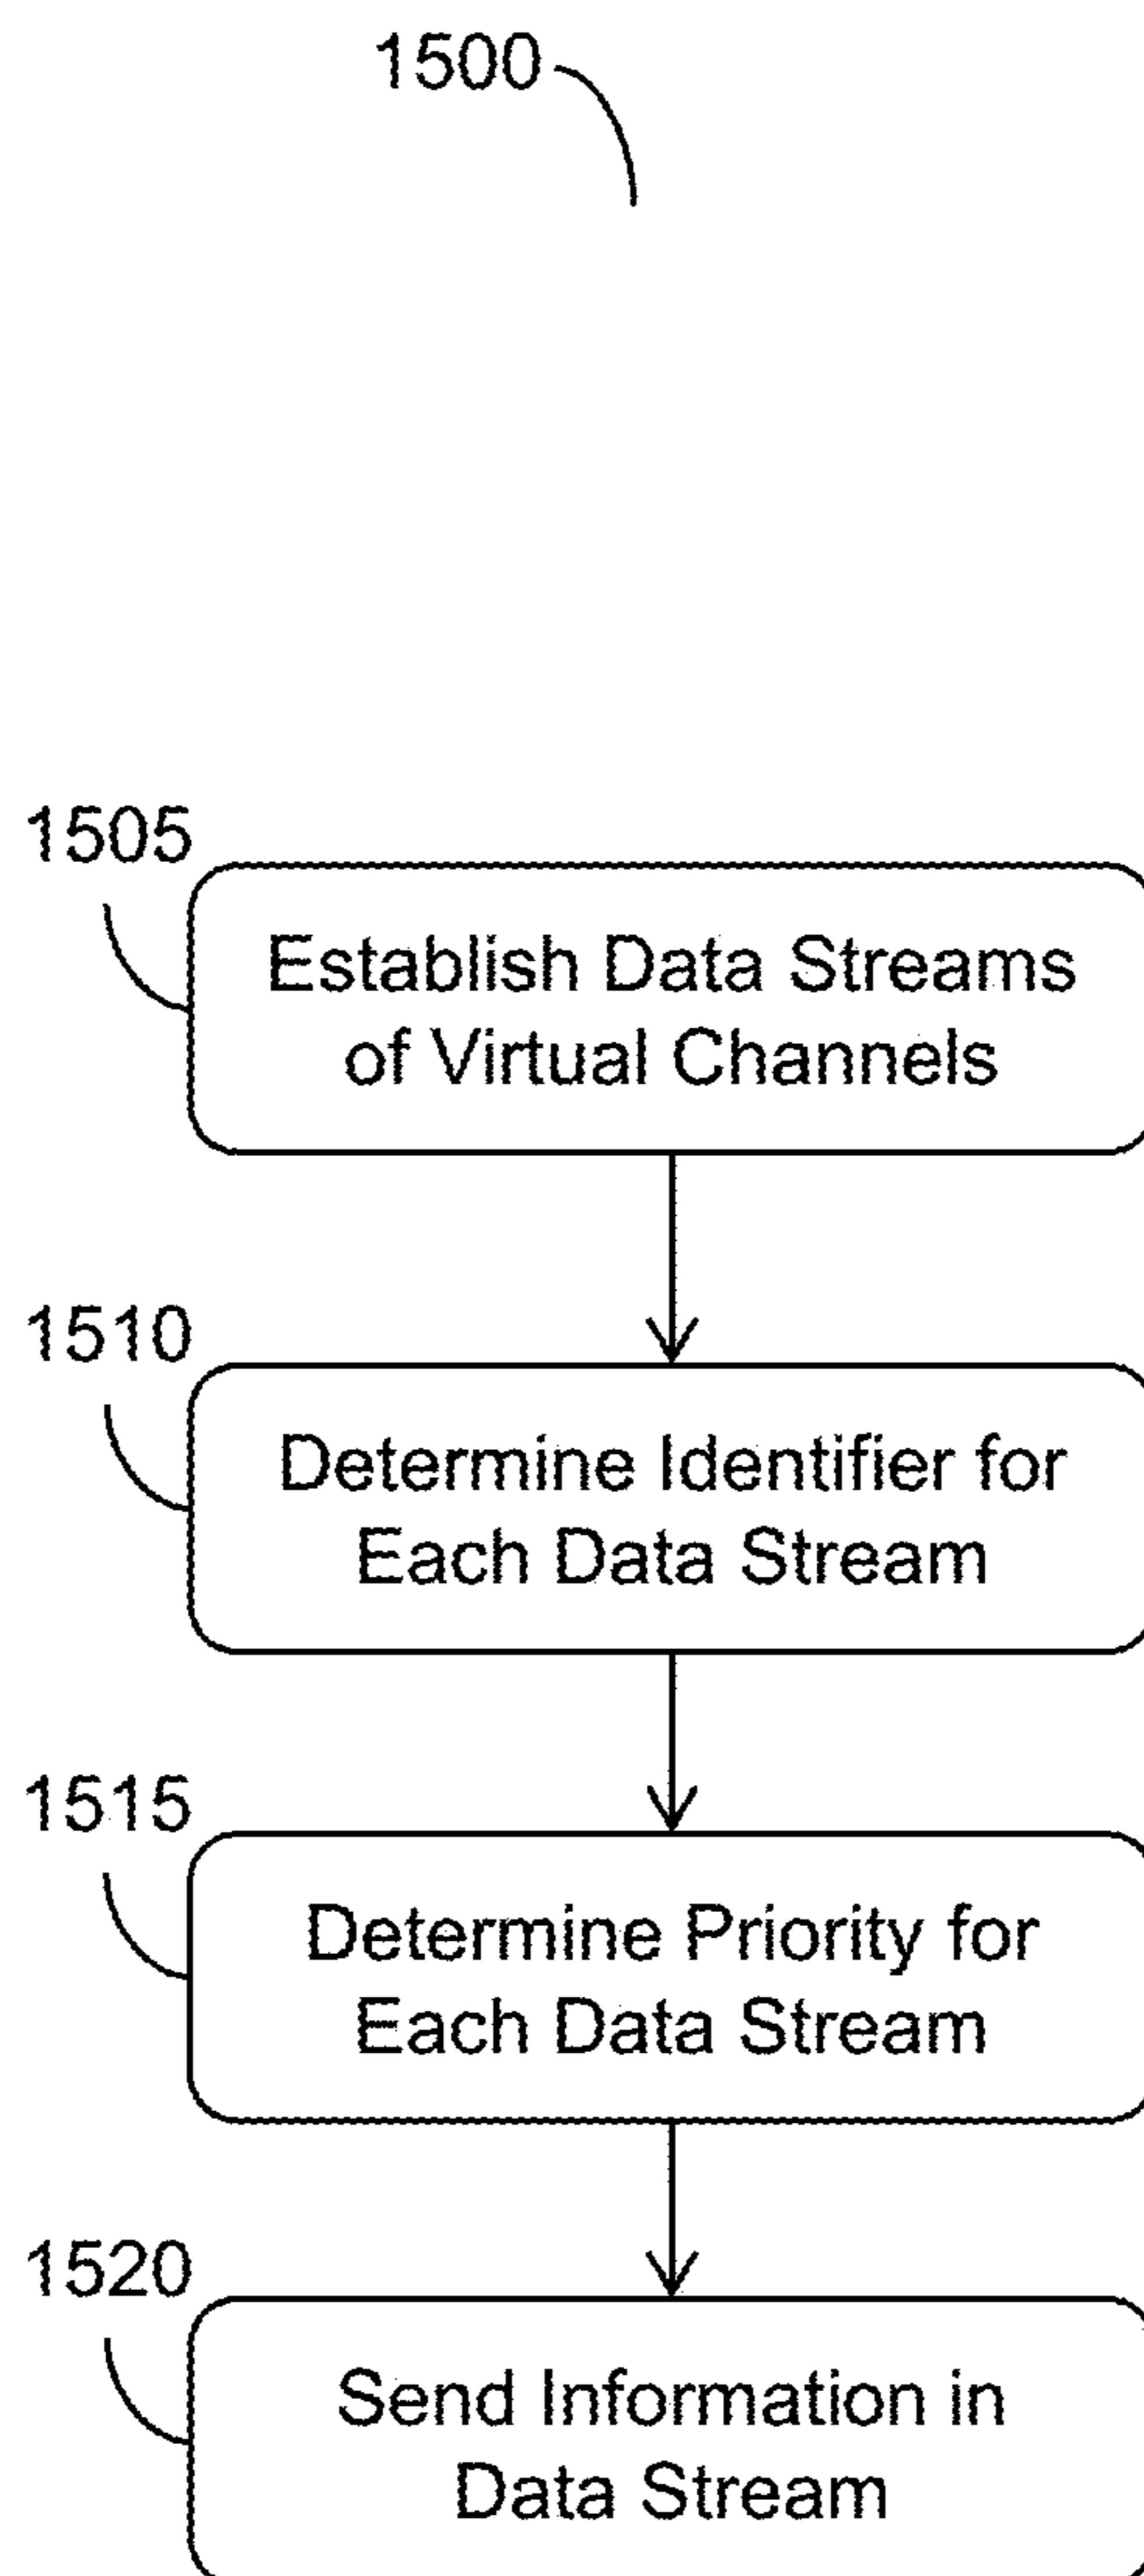 1500
1505
Establish Data Streams
of Virtual Channels
1510
Determine Identifier for
Each Data Stream
1515
Determine Priority for
Each Data Stream
1520
Send Information in
Data Stream